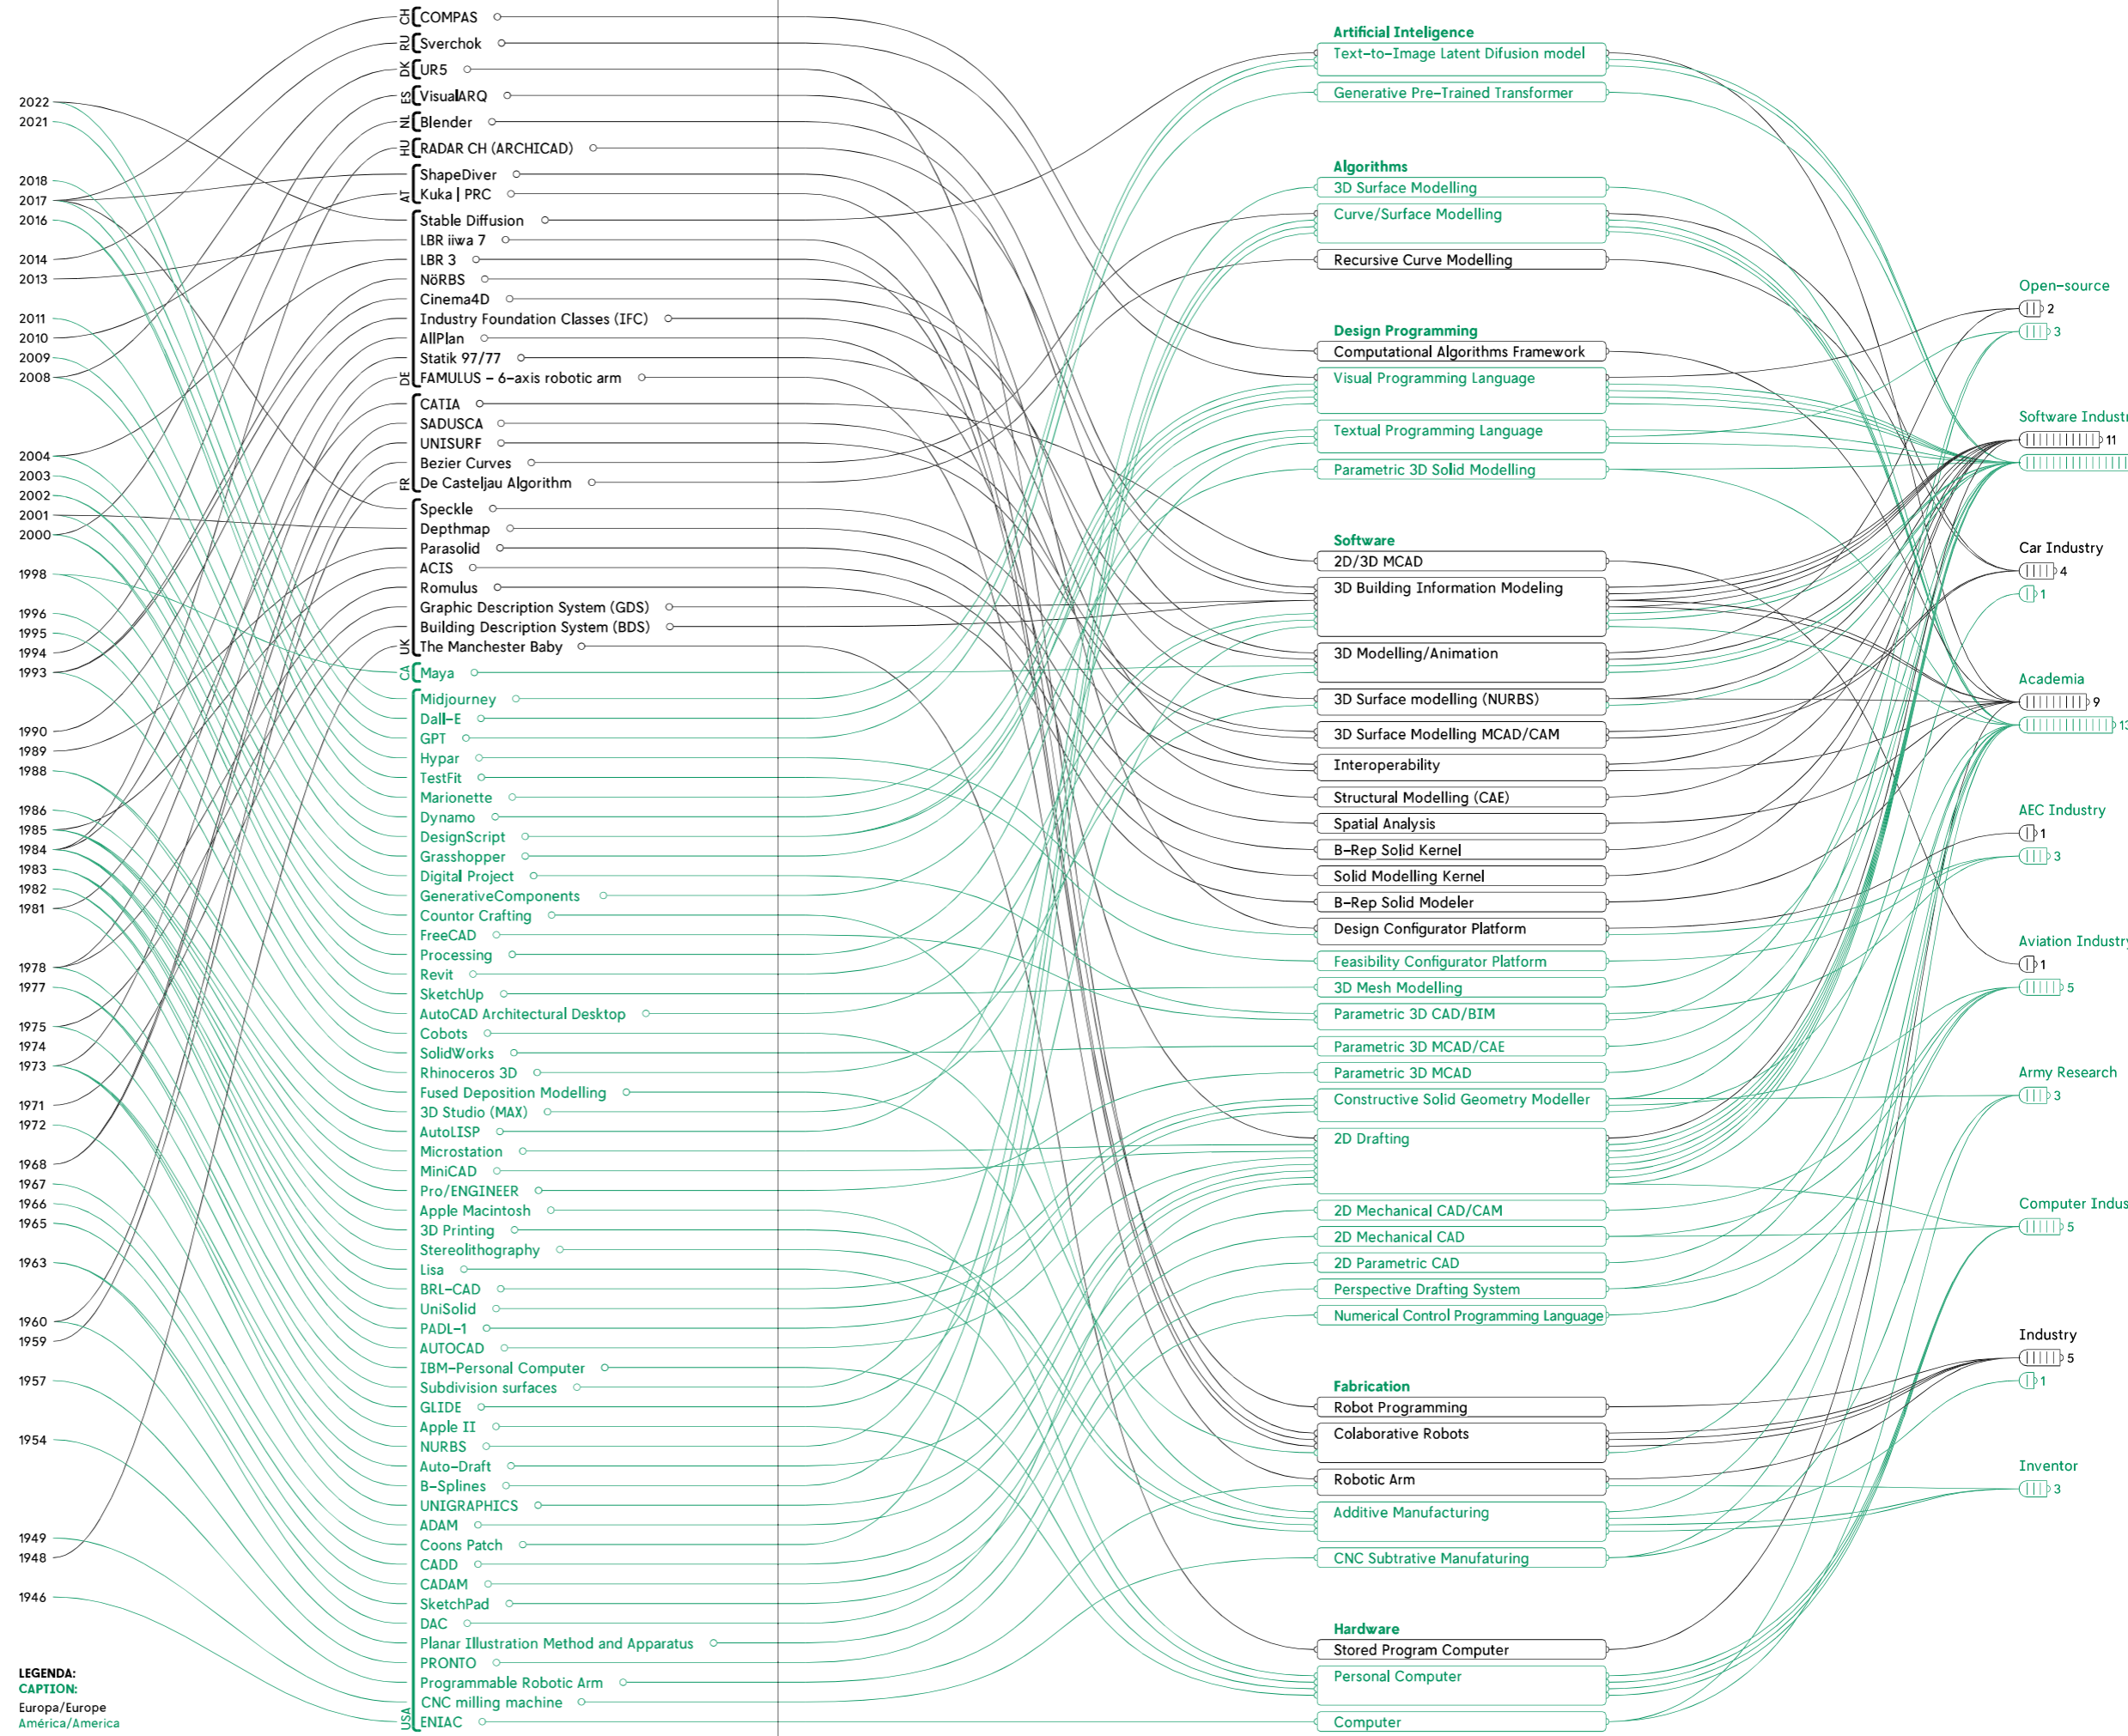 2022
2021
2018
2017
2016
2014
2013
2011
2010
2009
2008
2004
2003
2002
2001
2000
1998
1996
1995
1994
1993
1990
1989
1988
1986
1985
1984
1983
1982
1981
1978
1977
1975
1974
1973
1971
1972
1968
1967
1966
1965
1963
1960
1959
1957
1954
1949
1948
1946
LEGENDA:
CAPTION:
Europa/Europe
América/America
CH
COMPAS
RU
Sverchok
DK
UR5
ES
VisualARQ
NL
Blender
HU
RADAR CH (ARCHICAD)
AT
ShapeDiver
Kuka | PRC
DE
Stable Diffusion
LBR iiwa 7
LBR 3
NöRBS
Cinema4D
Industry Foundation Classes (IFC)
AllPlan
Statik 97/77
FAMULUS - 6-axis robotic arm
FR
CATIA
SADUSCA
UNISURF
Bezier Curves
De Casteljau Algorithm
UK
Speckle
Depthmap
Parasolid
ACIS
Romulus
Graphic Description System (GDS)
Building Description System (BDS)
The Manchester Baby
CA
Maya
USA
Midjourney
Dall-E
GPT
Hypar
TestFit
Marionette
Dynamo
DesignScript
Grasshopper
Digital Project
GenerativeComponents
Countor Crafting
FreeCAD
Processing
Revit
SketchUp
AutoCAD Architectural Desktop
Cobots
SolidWorks
Rhinoceros 3D
Fused Deposition Modelling
3D Studio (MAX)
AutoLISP
Microstation
MiniCAD
Pro/ENGINEER
Apple Macintosh
3D Printing
Stereolithography
Lisa
BRL-CAD
UniSolid
PADL-1
AUTOCAD
IBM-Personal Computer
Subdivision surfaces
GLIDE
Apple II
NURBS
Auto-Draft
B-Splines
UNIGRAPHICS
ADAM
Coons Patch
CADD
CADAM
SketchPad
DAC
Planar Illustration Method and Apparatus
PRONTO
Programmable Robotic Arm
CNC milling machine
ENIAC
Artificial Inteligence
Text-to-Image Latent Difusion model
Generative Pre-Trained Transformer
Algorithms
3D Surface Modelling
Curve/Surface Modelling
Recursive Curve Modelling
Design Programming
Computational Algorithms Framework
Visual Programming Language
Textual Programming Language
Parametric 3D Solid Modelling
Software
2D/3D MCAD
3D Building Information Modeling
3D Modelling/Animation
3D Surface modelling (NURBS)
3D Surface Modelling MCAD/CAM
Interoperability
Structural Modelling (CAE)
Spatial Analysis
B-Rep Solid Kernel
Solid Modelling Kernel
B-Rep Solid Modeler
Design Configurator Platform
Feasibility Configurator Platform
3D Mesh Modelling
Parametric 3D CAD/BIM
Parametric 3D MCAD/CAE
Parametric 3D MCAD
Constructive Solid Geometry Modeller
2D Drafting
2D Mechanical CAD/CAM
2D Mechanical CAD
2D Parametric CAD
Perspective Drafting System
Numerical Control Programming Language
Fabrication
Robot Programming
Colaborative Robots
Robotic Arm
Additive Manufacturing
CNC Subtrative Manufaturing
Hardware
Stored Program Computer
Personal Computer
Computer
Open-source
2
3
Software Industr
11
Car Industry
4
1
Academia
9
13
AEC Industry
1
3
Aviation Industry
1
5
Army Research
3
Computer Indus
5
Industry
5
1
Inventor
3